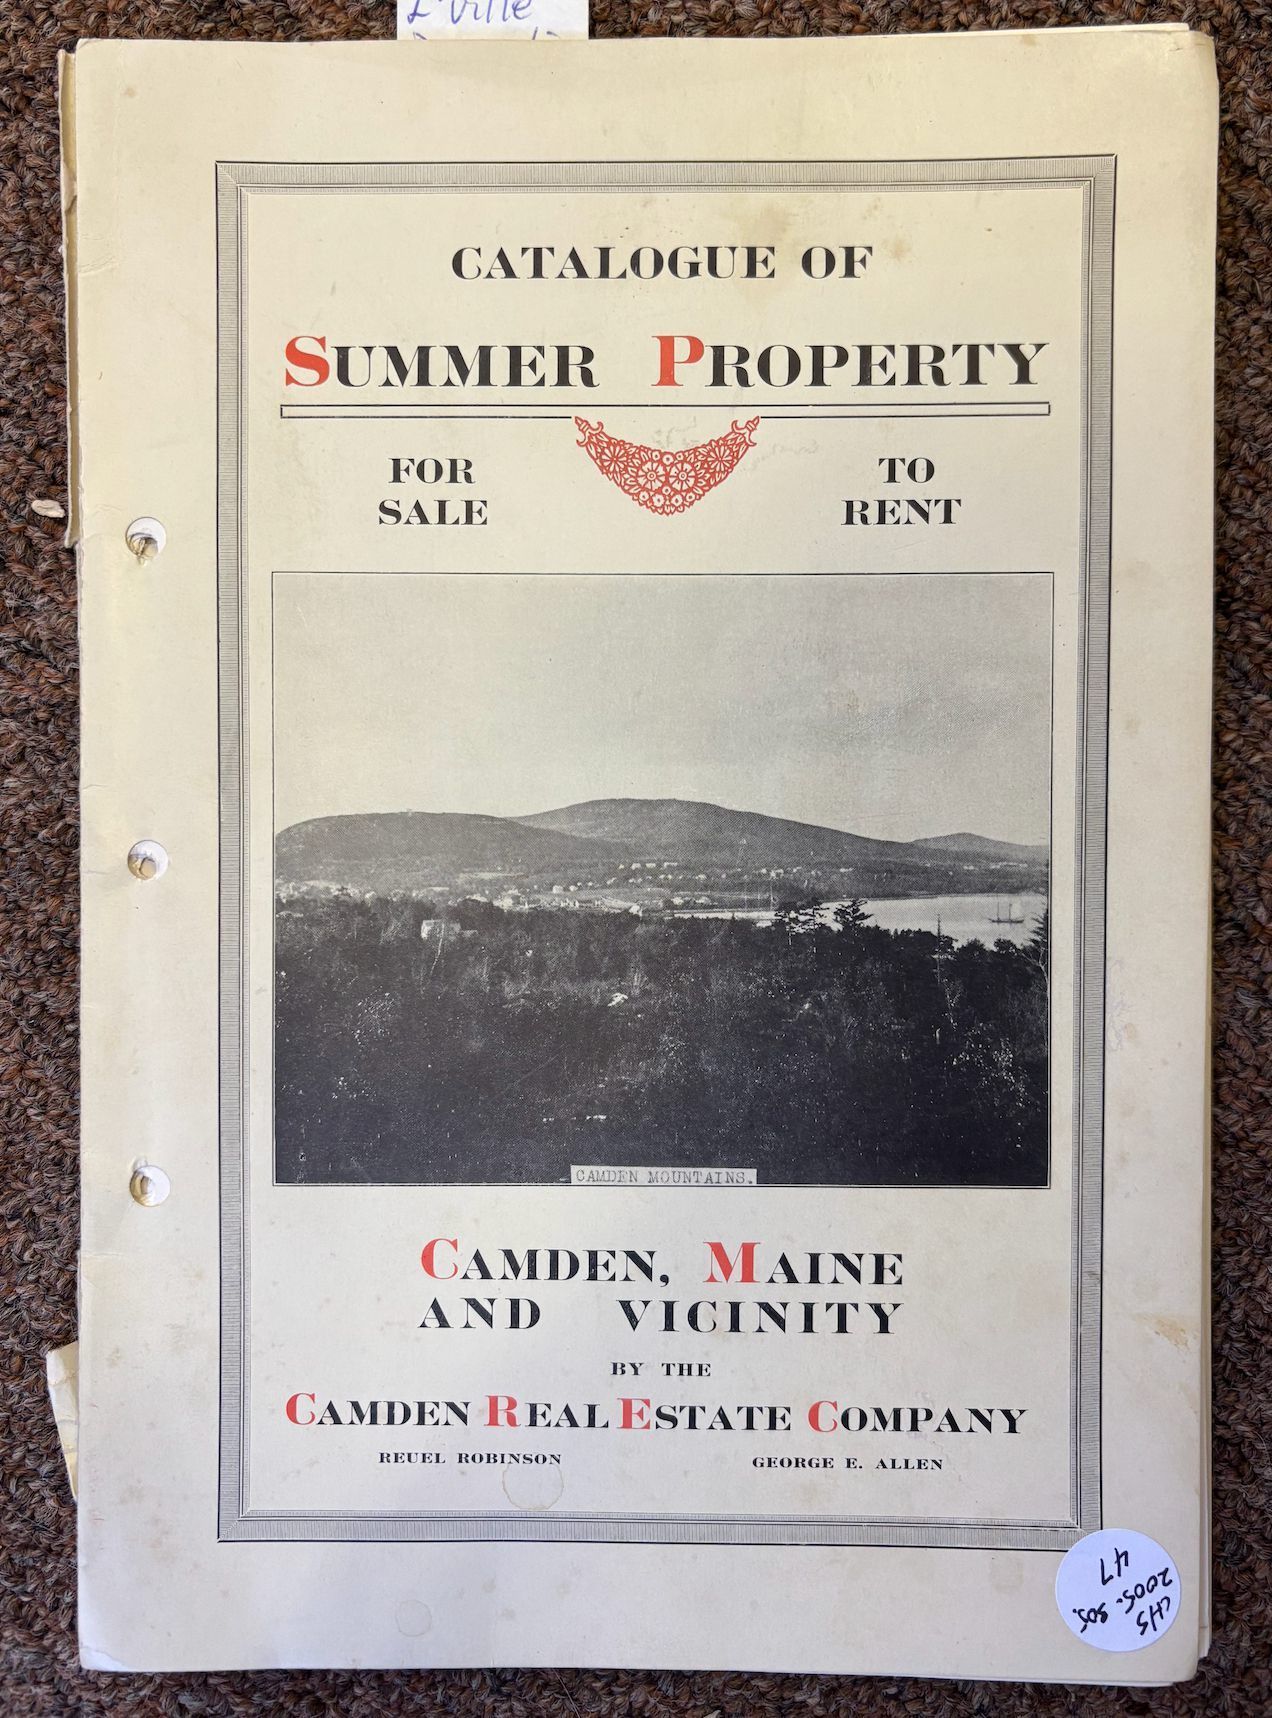 L'ville
CATALOGUE OF
SUMMER PROPERTY
FOR SALE
TO RENT
CAMDEN MOUNTAINS.
CAMDEN, MAINE
AND VICINITY
BY THE
CAMDEN REAL ESTATE COMPANY
REUEL ROBINSON GEORGE E. ALLEN
CHS
2005.305.
47